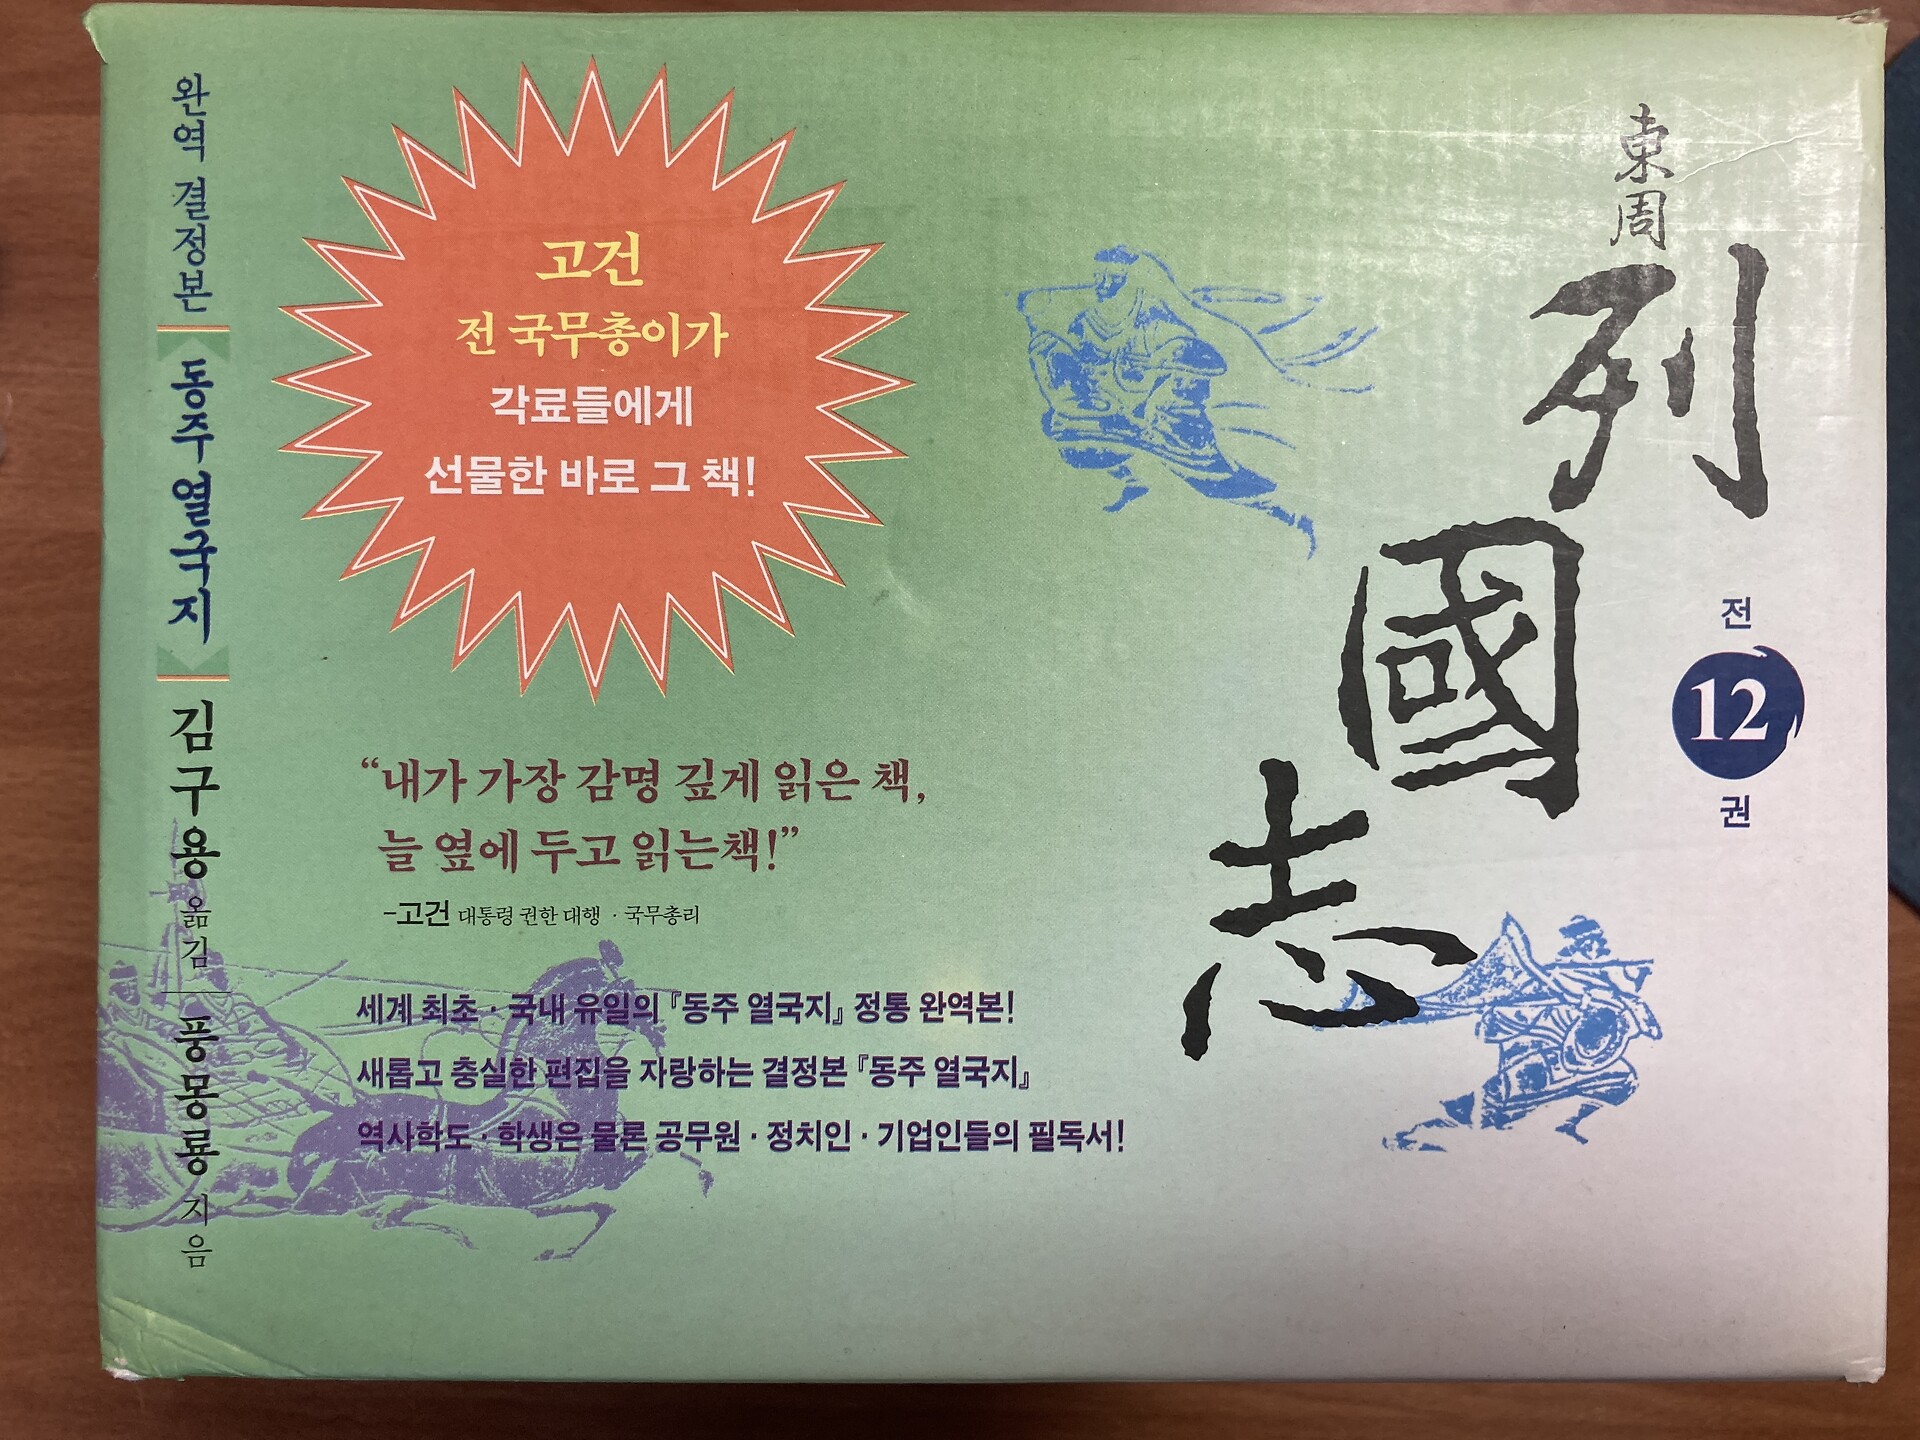 완역 결정본
동주 열국지
김구용 옮김
풍몽룡 지음
고건
전 국무총이가
각료들에게
선물한 바로 그 책!
“내가 가장 감명 깊게 읽은 책,
늘 옆에 두고 읽는책!”
-고건 대통령 권한 대행 · 국무총리
세계 최초 · 국내 유일의 『동주 열국지』 정통 완역본!
새롭고 충실한 편집을 자랑하는 결정본 『동주 열국지』
역사학도 · 학생은 물론 공무원 · 정치인 · 기업인들의 필독서!
東周
列國志
전
12
권